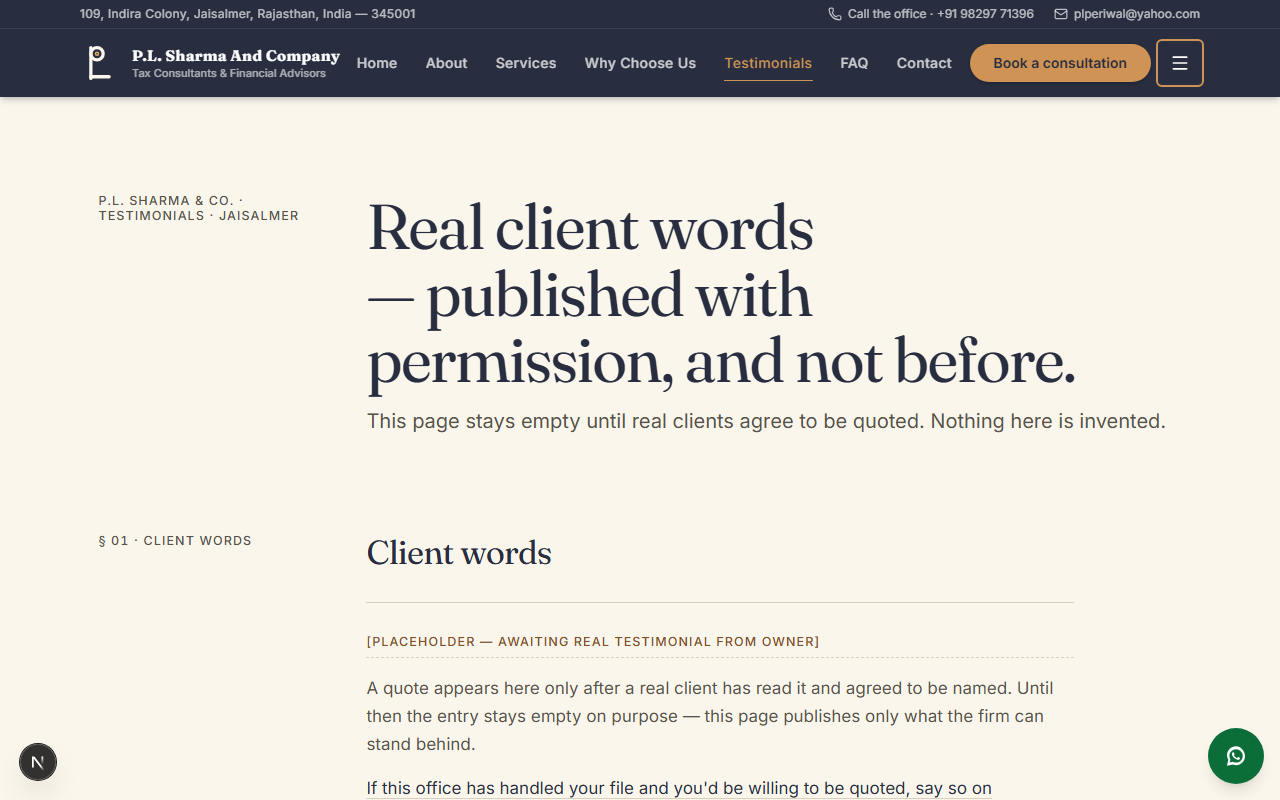 109, Indira Colony, Jaisalmer, Rajasthan, India — 345001
Call the office · +91 98297 71396
plperiwal@yahoo.com
P.L. Sharma And Company
Tax Consultants & Financial Advisors
Home
About
Services
Why Choose Us
Testimonials
FAQ
Contact
Book a consultation
P.L. SHARMA & CO. ·
TESTIMONIALS · JAISALMER
Real client words
— published with
permission, and not before.
This page stays empty until real clients agree to be quoted. Nothing here is invented.
§ 01 · CLIENT WORDS
Client words
[PLACEHOLDER — AWAITING REAL TESTIMONIAL FROM OWNER]
A quote appears here only after a real client has read it and agreed to be named. Until
then the entry stays empty on purpose — this page publishes only what the firm can
stand behind.
If this office has handled your file and you'd be willing to be quoted, say so on
N